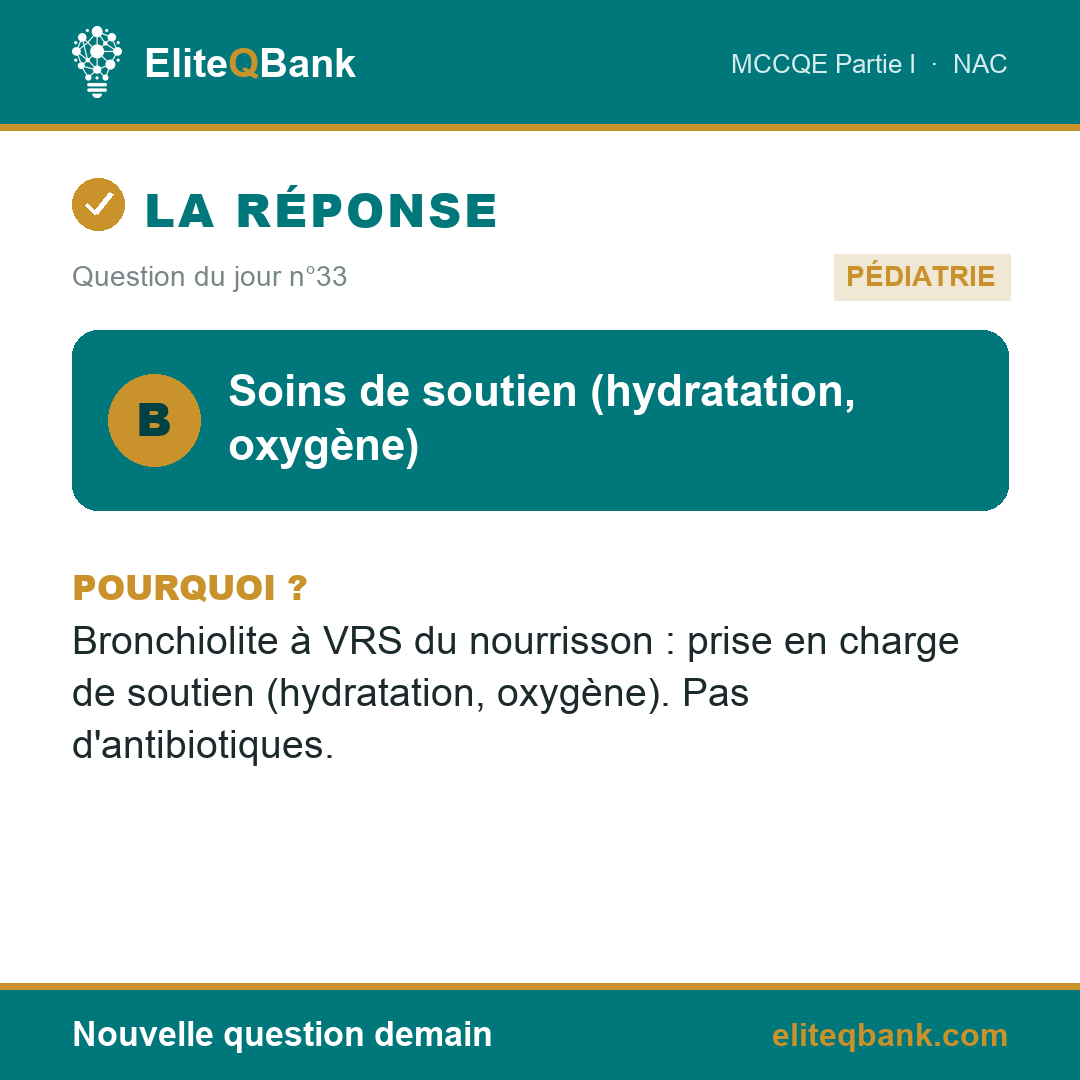 EliteQBank
MCCQE Partie I · NAC
LA RÉPONSE
Question du jour n°33
PÉDIATRIE
B
Soins de soutien (hydratation,
oxygène)
POURQUOI ?
Bronchiolite à VRS du nourrisson : prise en charge
de soutien (hydratation, oxygène). Pas
d'antibiotiques.
Nouvelle question demain
eliteqbank.com